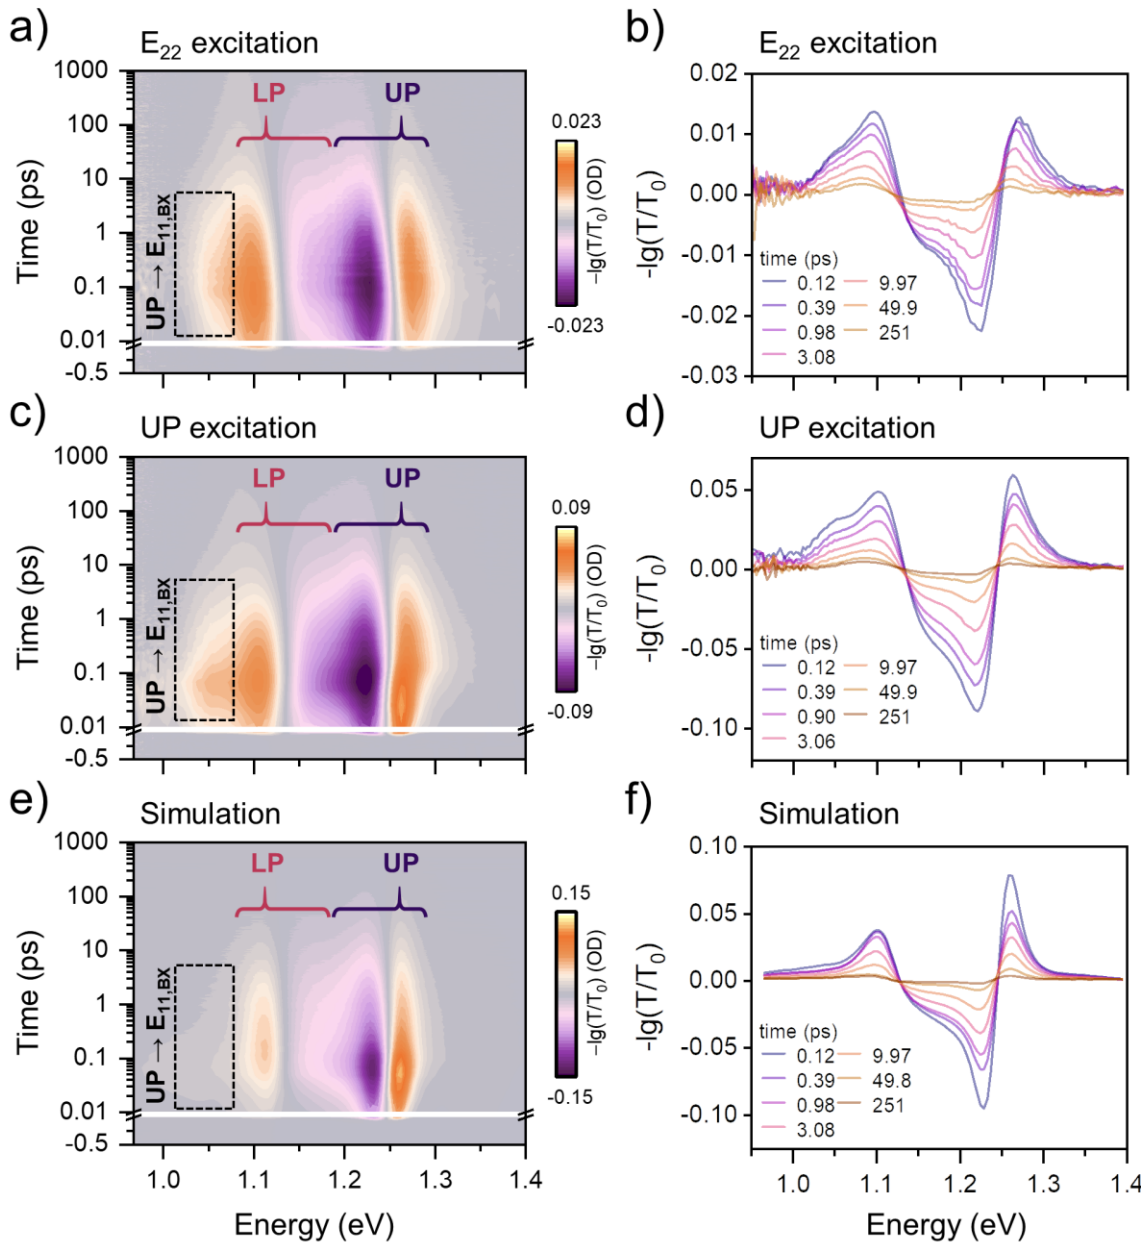 a)
E22 excitation
1000
100
10
1
0.1
0.01
-0.5
Time (ps)
LP
UP
UP → E11,BX
0.023
-0.023
−lg(T/T0) (OD)
b)
E22 excitation
0.02
0.01
0.00
-0.01
-0.02
-0.03
-lg(T/T0)
time (ps)
0.12
0.39
0.98
3.08
9.97
49.9
251
c)
UP excitation
1000
100
10
1
0.1
0.01
-0.5
Time (ps)
LP
UP
UP → E11,BX
0.09
-0.09
−lg(T/T0) (OD)
d)
UP excitation
0.05
0.00
-0.05
-0.10
-lg(T/T0)
time (ps)
0.12
0.39
0.90
3.06
9.97
49.9
251
e)
Simulation
1000
100
10
1
0.1
0.01
-0.5
Time (ps)
LP
UP
UP → E11,BX
0.15
-0.15
−lg(T/T0) (OD)
1.0 1.1 1.2 1.3 1.4
Energy (eV)
f)
Simulation
0.10
0.05
0.00
-0.05
-0.10
-lg(T/T0)
time (ps)
0.12
0.39
0.98
3.08
9.97
49.8
251
1.0 1.1 1.2 1.3 1.4
Energy (eV)